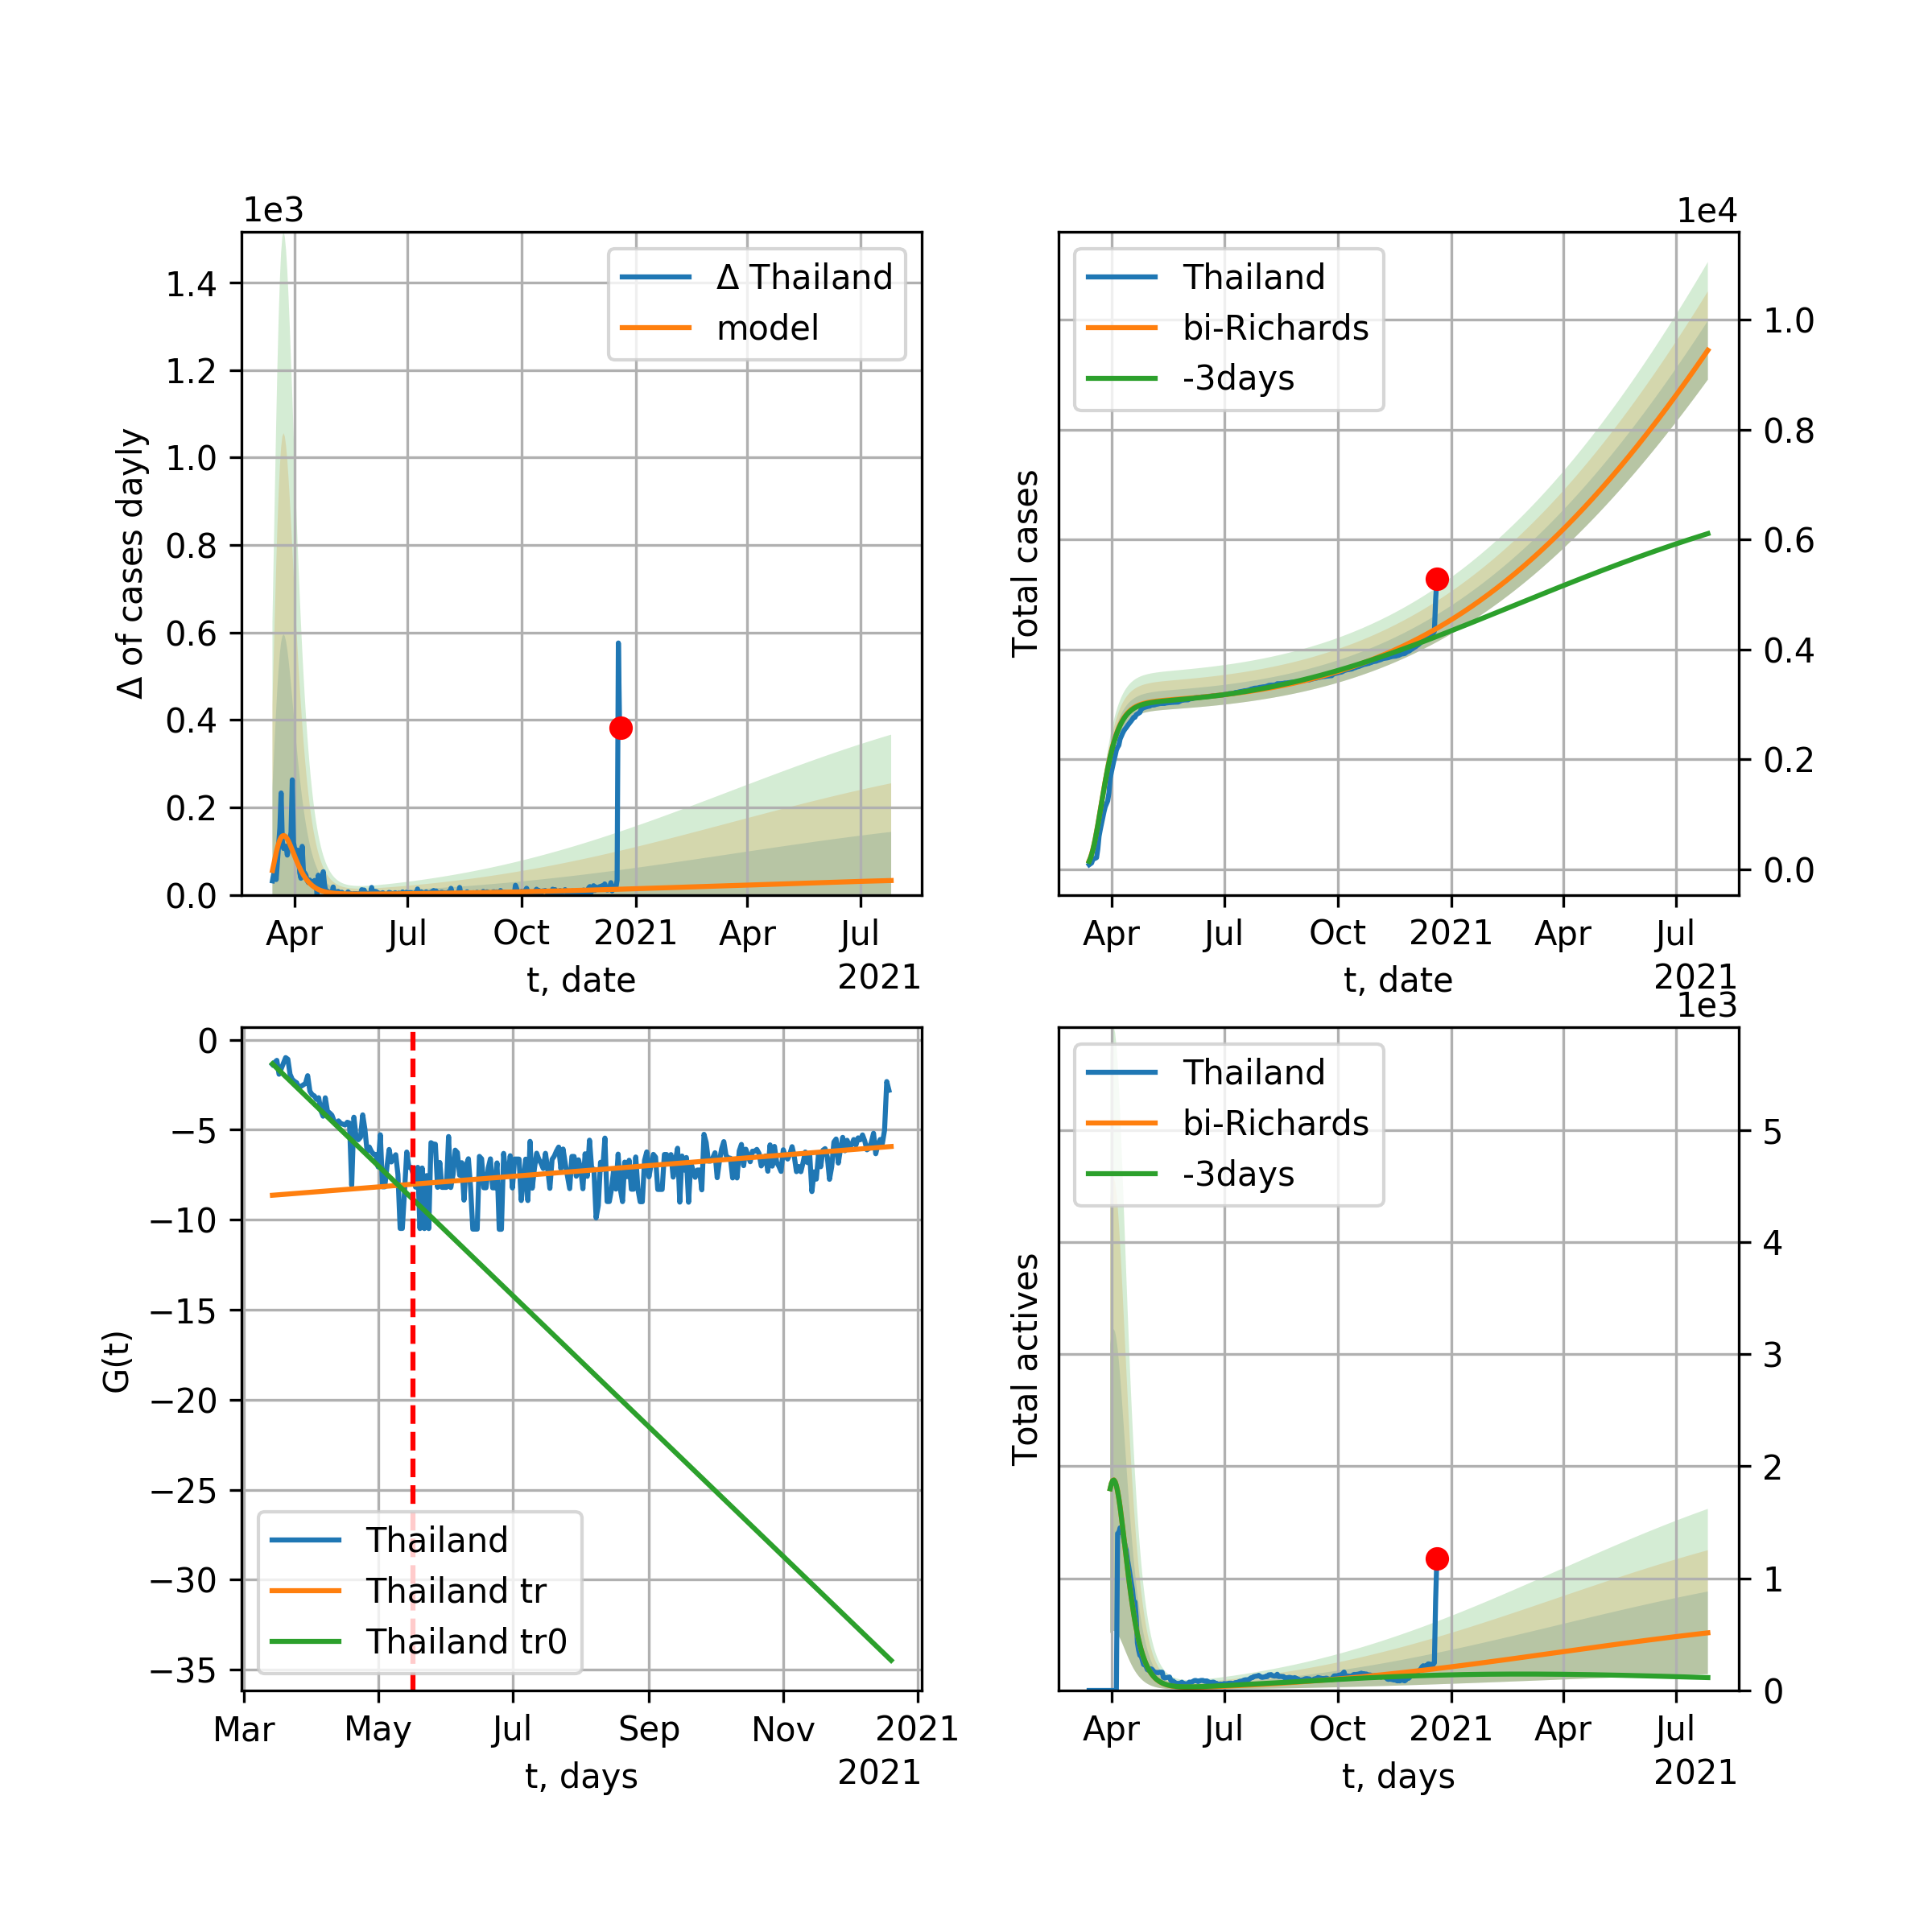 1e3
1.4
1.2
1.0
0.8
0.6
0.4
0.2
0.0
Δ of cases dayly
Δ Thailand
model
Apr Jul Oct 2021 Apr Jul
t, date
2021
1e4
Thailand
bi-Richards
-3days
Total cases
1.0
0.8
0.6
0.4
0.2
0.0
Apr Jul Oct 2021 Apr Jul
t, date
2021
0
−5
−10
−15
−20
−25
−30
−35
G(t)
Thailand
Thailand tr
Thailand tr0
Mar May Jul Sep Nov 2021
t, days
2021
1e3
Thailand
bi-Richards
-3days
Total actives
5
4
3
2
1
0
Apr Jul Oct 2021 Apr Jul
t, days
2021